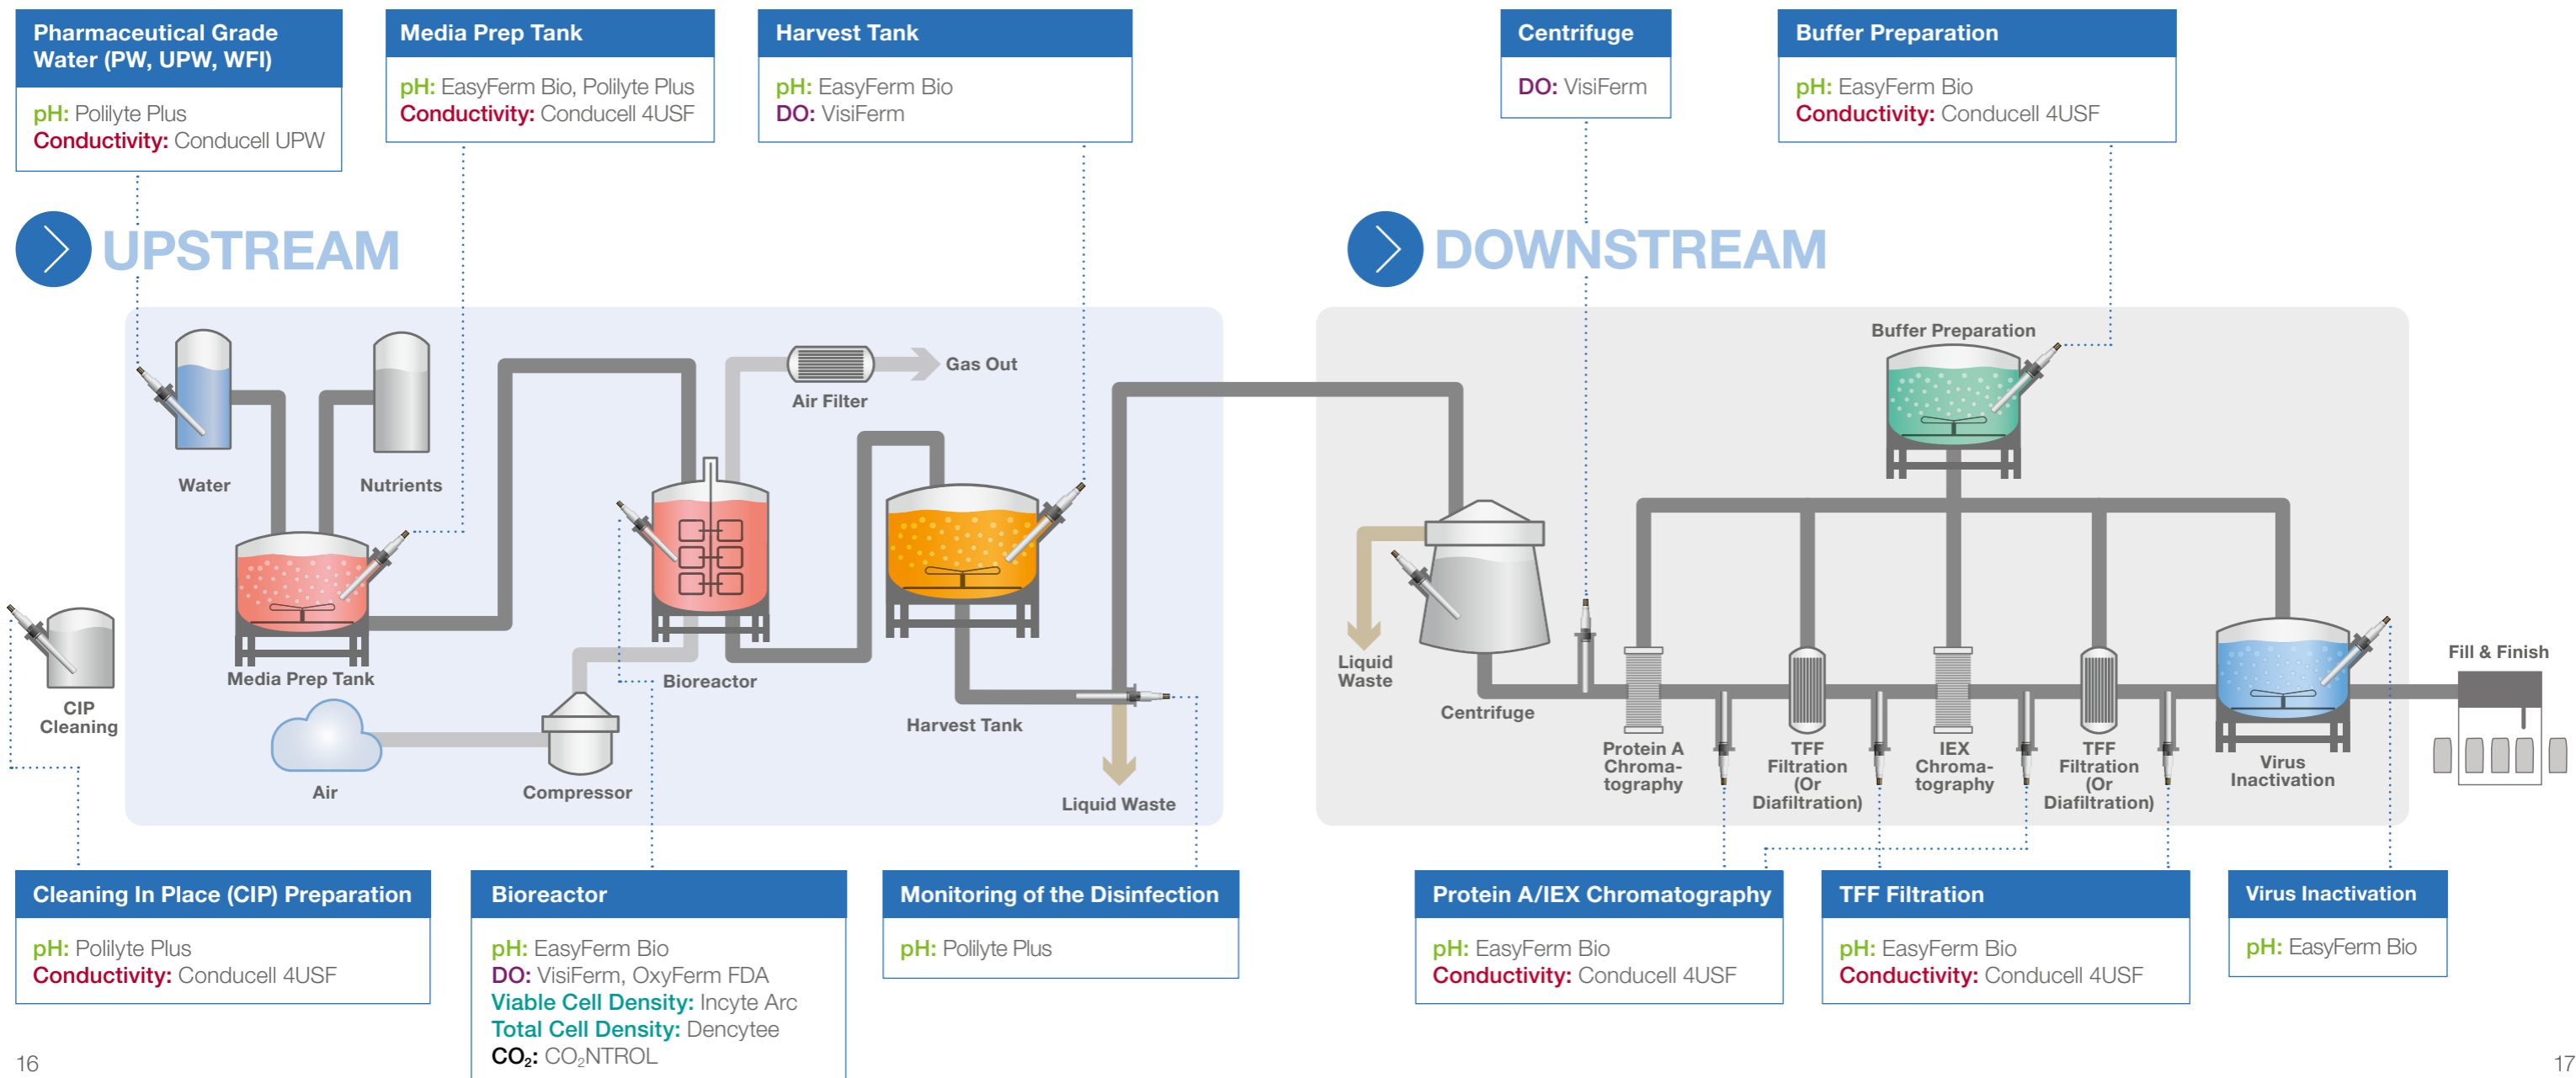 Pharmaceutical Grade
Water (PW, UPW, WFI)
pH: Polilyte Plus
Conductivity: Conducell UPW
Media Prep Tank
pH: EasyFerm Bio, Polilyte Plus
Conductivity: Conducell 4USF
Harvest Tank
pH: EasyFerm Bio
DO: VisiFerm
Centrifuge
DO: VisiFerm
Buffer Preparation
pH: EasyFerm Bio
Conductivity: Conducell 4USF
UPSTREAM
DOWNSTREAM
Water
Nutrients
Media Prep Tank
CIP
Cleaning
Air
Compressor
Bioreactor
Air Filter
Gas Out
Harvest Tank
Liquid Waste
Liquid
Waste
Centrifuge
Buffer Preparation
Protein A
Chroma-
tography
TFF
Filtration
(Or
Diafiltration)
IEX
Chroma-
tography
TFF
Filtration
(Or
Diafiltration)
Virus
Inactivation
Fill & Finish
Cleaning In Place (CIP) Preparation
pH: Polilyte Plus
Conductivity: Conducell 4USF
Bioreactor
pH: EasyFerm Bio
DO: VisiFerm, OxyFerm FDA
Viable Cell Density: Incyte Arc
Total Cell Density: Dencytee
CO₂: CO₂NTROL
Monitoring of the Disinfection
pH: Polilyte Plus
Protein A/IEX Chromatography
pH: EasyFerm Bio
Conductivity: Conducell 4USF
TFF Filtration
pH: EasyFerm Bio
Conductivity: Conducell 4USF
Virus Inactivation
pH: EasyFerm Bio
16
17